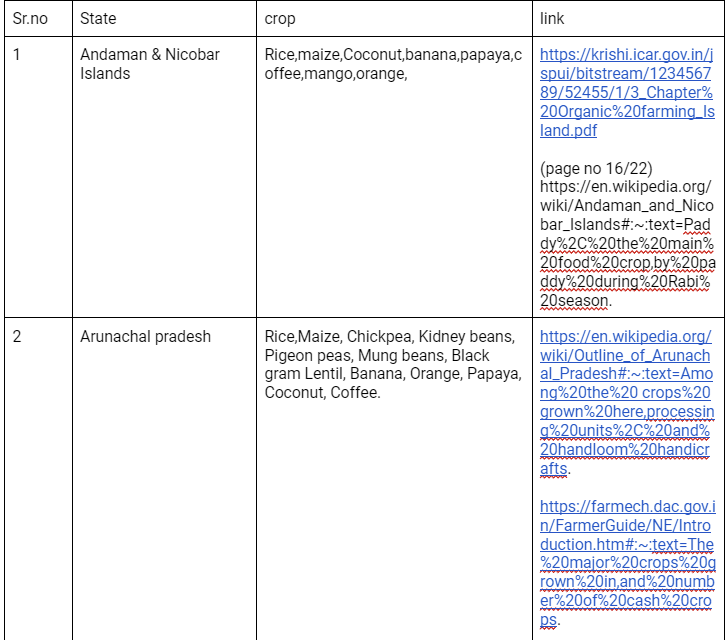 Sr.no State crop link
1 Andaman & Nicobar Islands Rice,maize,Coconut,banana,papaya,c
offee,mango,orange,
https://krishi.icar.gov.in/j
spui/bitstream/1234567
89/52455/1/3_Chapter%
20Organic%20farming_Is
land.pdf
(page no 16/22)
https://en.wikipedia.org/
wiki/Andaman_and_Nico
bar_Islands#:~:text=Pad
dy%2C%20the%20main%
20food%20crop,by%20pa
ddy%20during%20Rabi%
20season.
2 Arunachal pradesh Rice,Maize, Chickpea, Kidney beans,
Pigeon peas, Mung beans, Black
gram Lentil, Banana, Orange, Papaya,
Coconut, Coffee.
https://en.wikipedia.org/
wiki/Outline_of_Arunach
al_Pradesh#:~:text=Amo
ng%20the%20 crops%20
grown%20here,processin
g%20units%2C%20and%
20handloom%20handicr
afts.
https://farmech.dac.gov.i
n/FarmerGuide/NE/Intro
duction.htm#:~:text=The
%20major%20crops%20g
rown%20in,and%20numb
er%20of%20cash%20cro
ps.